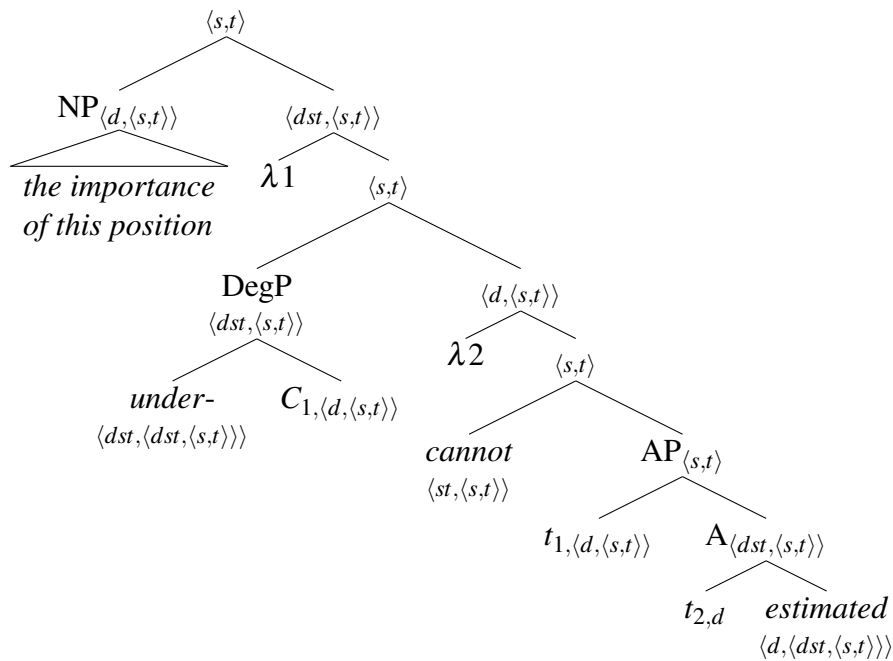 ⟨s,t⟩
NP⟨d,⟨s,t⟩⟩
⟨dst,⟨s,t⟩⟩
the importance
of this position
λ1
⟨s,t⟩
DegP
⟨dst,⟨s,t⟩⟩
⟨d,⟨s,t⟩⟩
under-
⟨dst,⟨dst,⟨s,t⟩⟩⟩
C1,⟨d,⟨s,t⟩⟩
λ2
⟨s,t⟩
cannot
⟨st,⟨s,t⟩⟩
AP⟨s,t⟩
t1,⟨d,⟨s,t⟩⟩
A⟨dst,⟨s,t⟩⟩
t2,d
estimated
⟨d,⟨dst,⟨s,t⟩⟩⟩